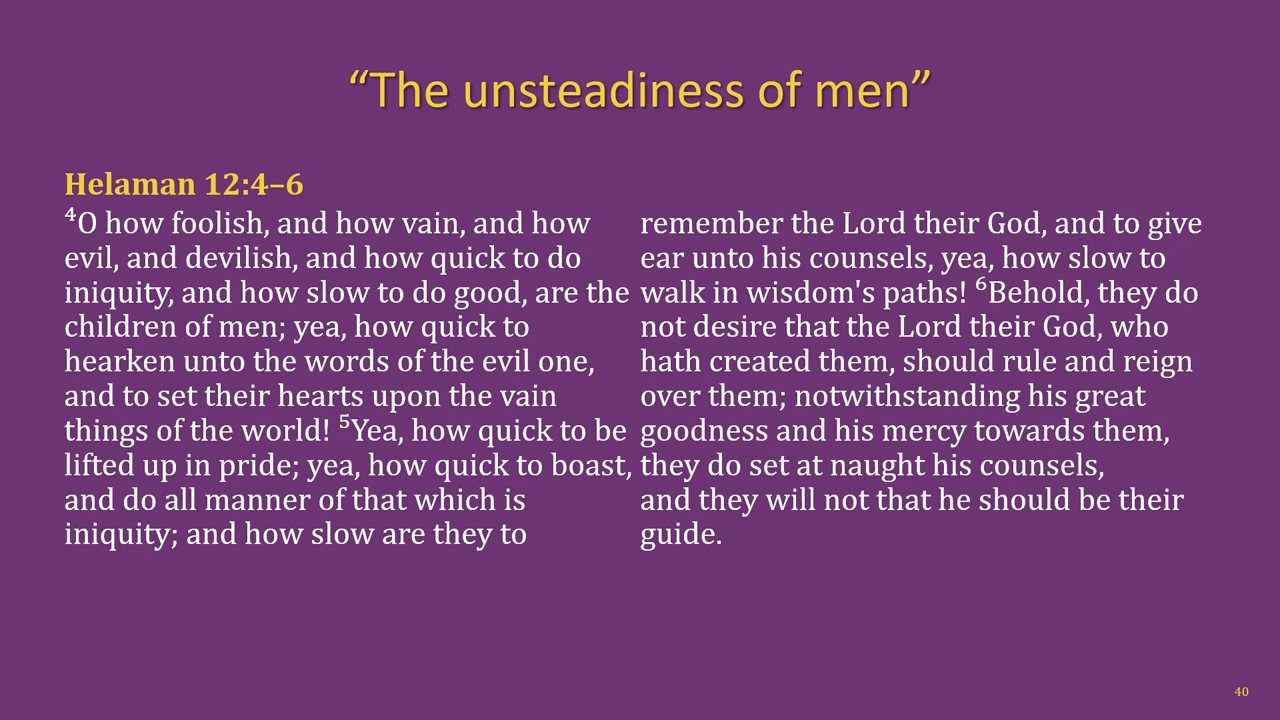 “The unsteadiness of men”
Helaman 12:4–6
⁴O how foolish, and how vain, and how
evil, and devilish, and how quick to do
iniquity, and how slow to do good, are the
children of men; yea, how quick to
hearken unto the words of the evil one,
and to set their hearts upon the vain
things of the world! ⁵Yea, how quick to be
lifted up in pride; yea, how quick to boast,
and do all manner of that which is
iniquity; and how slow are they to
remember the Lord their God, and to give
ear unto his counsels, yea, how slow to
walk in wisdom's paths! ⁶Behold, they do
not desire that the Lord their God, who
hath created them, should rule and reign
over them; notwithstanding his great
goodness and his mercy towards them,
they do set at naught his counsels,
and they will not that he should be their
guide.
40